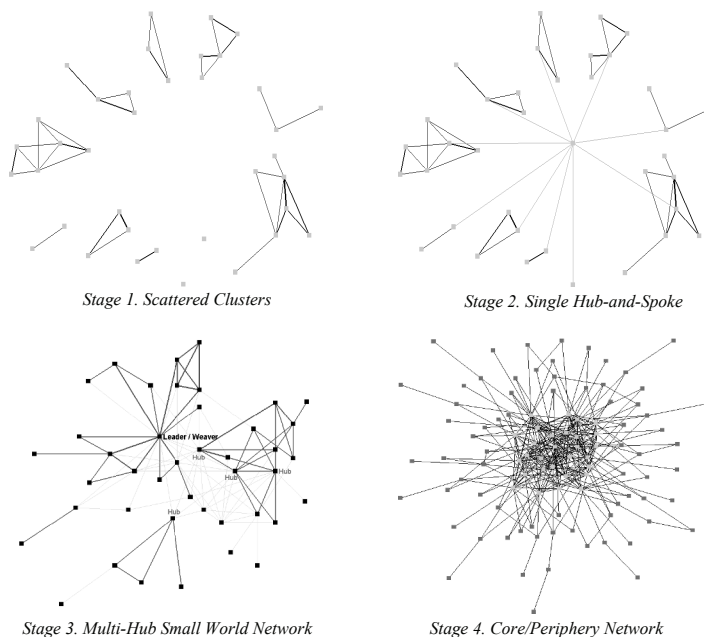 Stage 1. Scattered Clusters
Stage 2. Single Hub-and-Spoke
Leader / Weaver
Hub
Hub
Hub
Hub
Stage 3. Multi-Hub Small World Network
Stage 4. Core/Periphery Network